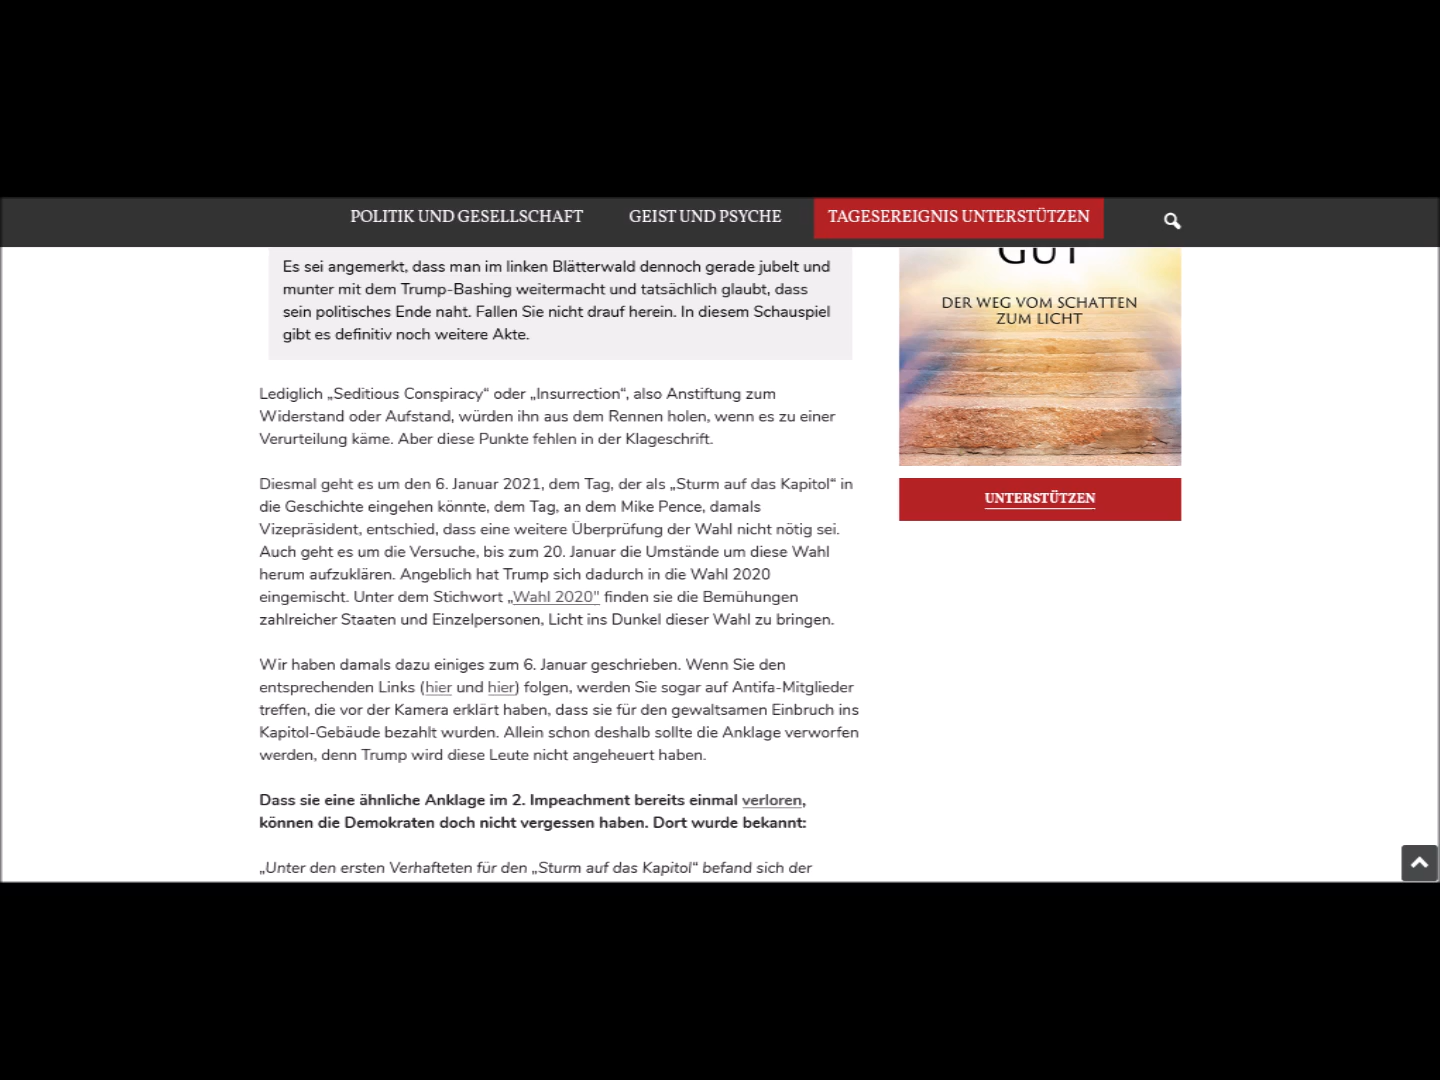 POLITIK UND GESELLSCHAFT
GEIST UND PSYCHE
TAGESEREIGNIS UNTERSTÜTZEN
Es sei angemerkt, dass man im linken Blätterwald dennoch gerade jubelt und
munter mit dem Trump-Bashing weitermacht und tatsächlich glaubt, dass
sein politisches Ende naht. Fallen Sie nicht drauf herein. In diesem Schauspiel
gibt es definitiv noch weitere Akte.
Lediglich „Seditious Conspiracy“ oder „Insurrection“, also Anstiftung zum
Widerstand oder Aufstand, würden ihn aus dem Rennen holen, wenn es zu einer
Verurteilung käme. Aber diese Punkte fehlen in der Klageschrift.
Diesmal geht es um den 6. Januar 2021, dem Tag, der als „Sturm auf das Kapitol“ in
die Geschichte eingehen könnte, dem Tag, an dem Mike Pence, damals
Vizepräsident, entschied, dass eine weitere Überprüfung der Wahl nicht nötig sei.
Auch geht es um die Versuche, bis zum 20. Januar die Umstände um diese Wahl
herum aufzuklären. Angeblich hat Trump sich dadurch in die Wahl 2020
eingemischt. Unter dem Stichwort „Wahl 2020" finden sie die Bemühungen
zahlreicher Staaten und Einzelpersonen, Licht ins Dunkel dieser Wahl zu bringen.
Wir haben damals dazu einiges zum 6. Januar geschrieben. Wenn Sie den
entsprechenden Links (hier und hier) folgen, werden Sie sogar auf Antifa-Mitglieder
treffen, die vor der Kamera erklärt haben, dass sie für den gewaltsamen Einbruch ins
Kapitol-Gebäude bezahlt wurden. Allein schon deshalb sollte die Anklage verworfen
werden, denn Trump wird diese Leute nicht angeheuert haben.
Dass sie eine ähnliche Anklage im 2. Impeachment bereits einmal verloren,
können die Demokraten doch nicht vergessen haben. Dort wurde bekannt:
„Unter den ersten Verhafteten für den „Sturm auf das Kapitol“ befand sich der
GUT
DER WEG VOM SCHATTEN
ZUM LICHT
UNTERSTÜTZEN